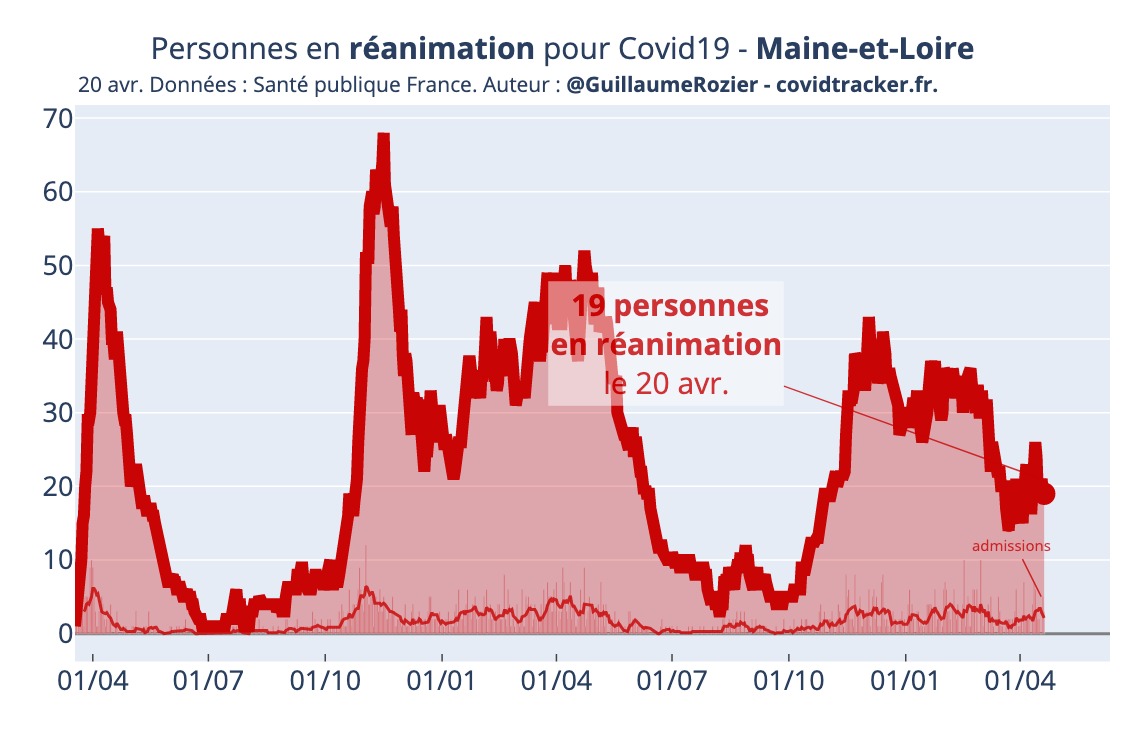 Personnes en réanimation pour Covid19 - Maine-et-Loire
20 avr. Données : Santé publique France. Auteur : @GuillaumeRozier - covidtracker.fr.
70
60
50
40
30
20
10
0
19 personnes
en réanimation
le 20 avr.
admissions
01/04 01/07 01/10 01/01 01/04 01/07 01/10 01/01 01/04